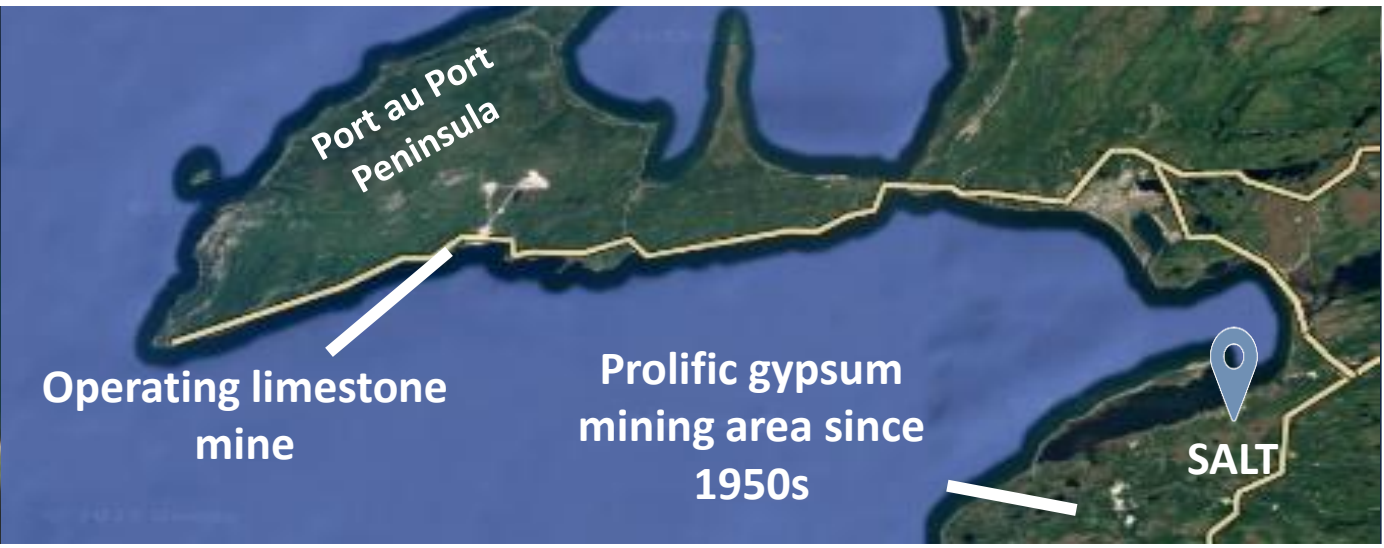 Port au Port
Peninsula
Operating limestone
mine
Prolific gypsum
mining area since
1950s
SALT